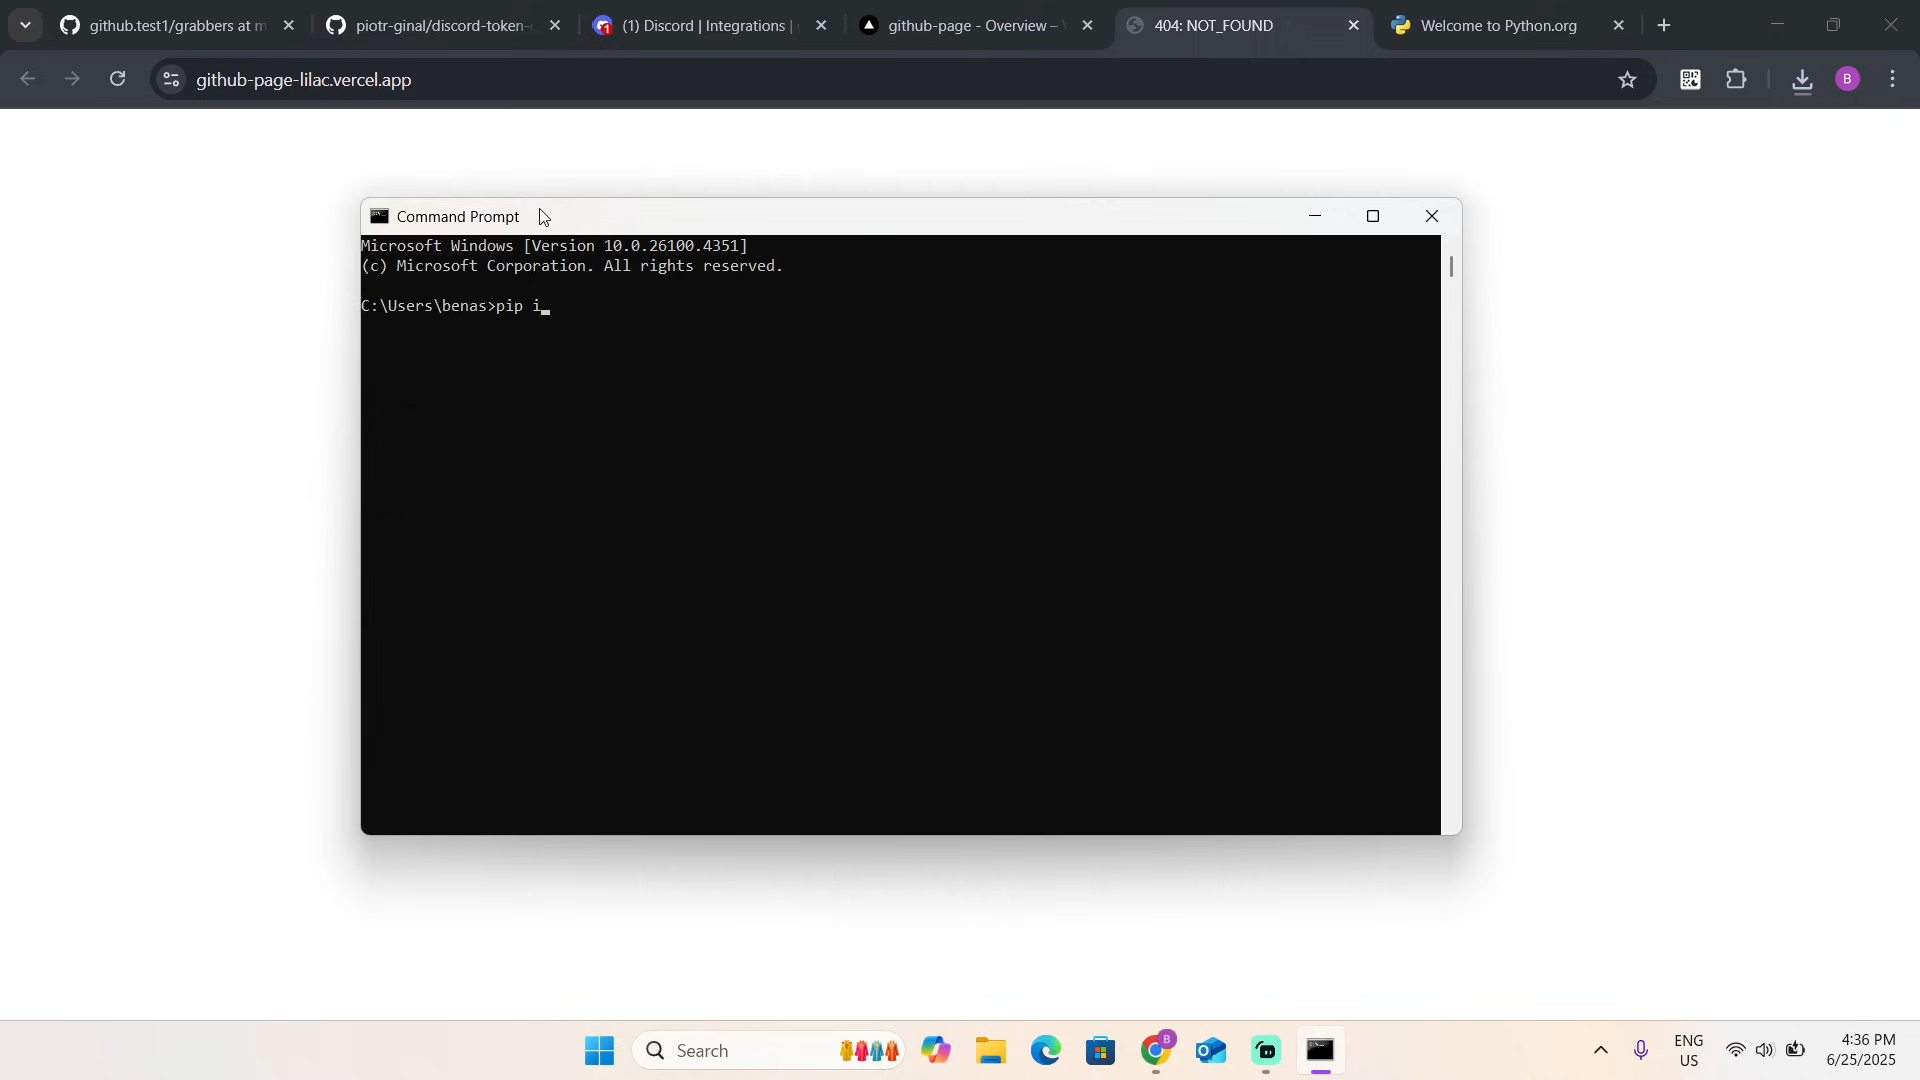 github.test1/grabbers at m
piotr-ginal/discord-token-
(1) Discord | Integrations |
github-page - Overview –
404: NOT_FOUND
Welcome to Python.org
github-page-lilac.vercel.app
B
Command Prompt
Microsoft Windows [Version 10.0.26100.4351]
(c) Microsoft Corporation. All rights reserved.
C:\Users\benas>pip i
Search
B
ENG
US
4:36 PM
6/25/2025